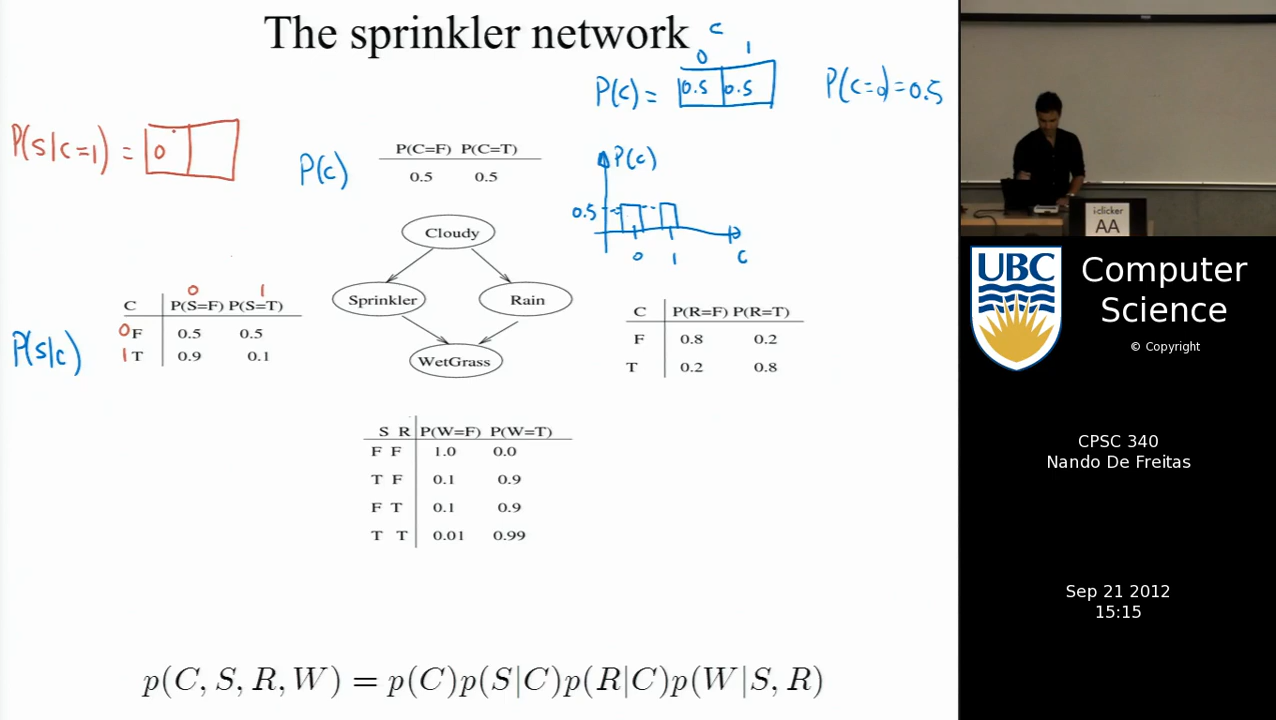 The sprinkler network
C
0 1
P(C) = 0.5 0.5
P(C=0)=0.5
P(S|C=1) = 0
P(C)
P(C=F) P(C=T)
0.5 0.5
P(C)
0.5
0 1 C
Cloudy
Sprinkler
Rain
WetGrass
P(S|C)
0 1
C P(S=F) P(S=T)
0 F 0.5 0.5
1 T 0.9 0.1
C P(R=F) P(R=T)
F 0.8 0.2
T 0.2 0.8
S R P(W=F) P(W=T)
F F 1.0 0.0
T F 0.1 0.9
F T 0.1 0.9
T T 0.01 0.99
p(C, S, R, W) = p(C)p(S|C)p(R|C)p(W|S, R)
i clicker
AA
UBC
Computer
Science
© Copyright
CPSC 340
Nando De Freitas
Sep 21 2012
15:15